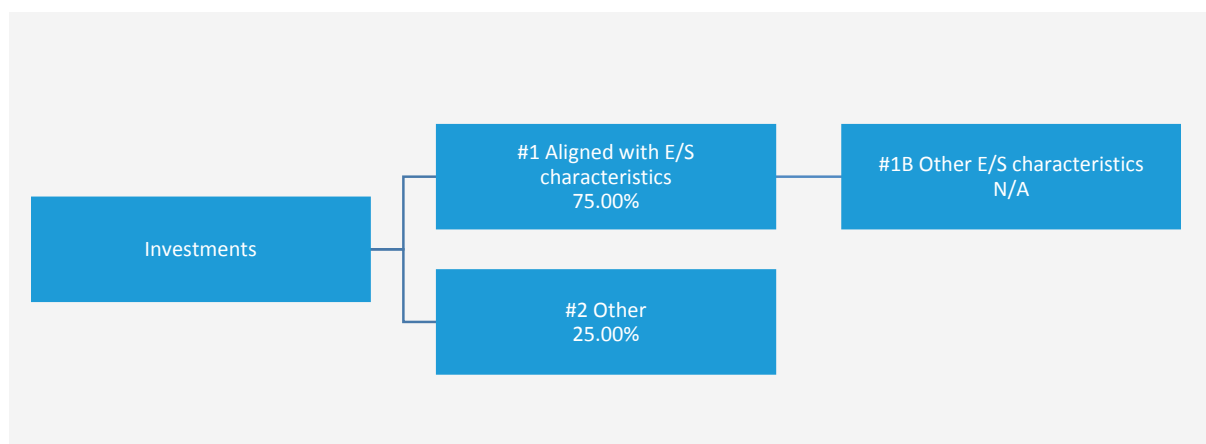 Investments
#1 Aligned with E/S
characteristics
75.00%
#2 Other
25.00%
#1B Other E/S characteristics
N/A